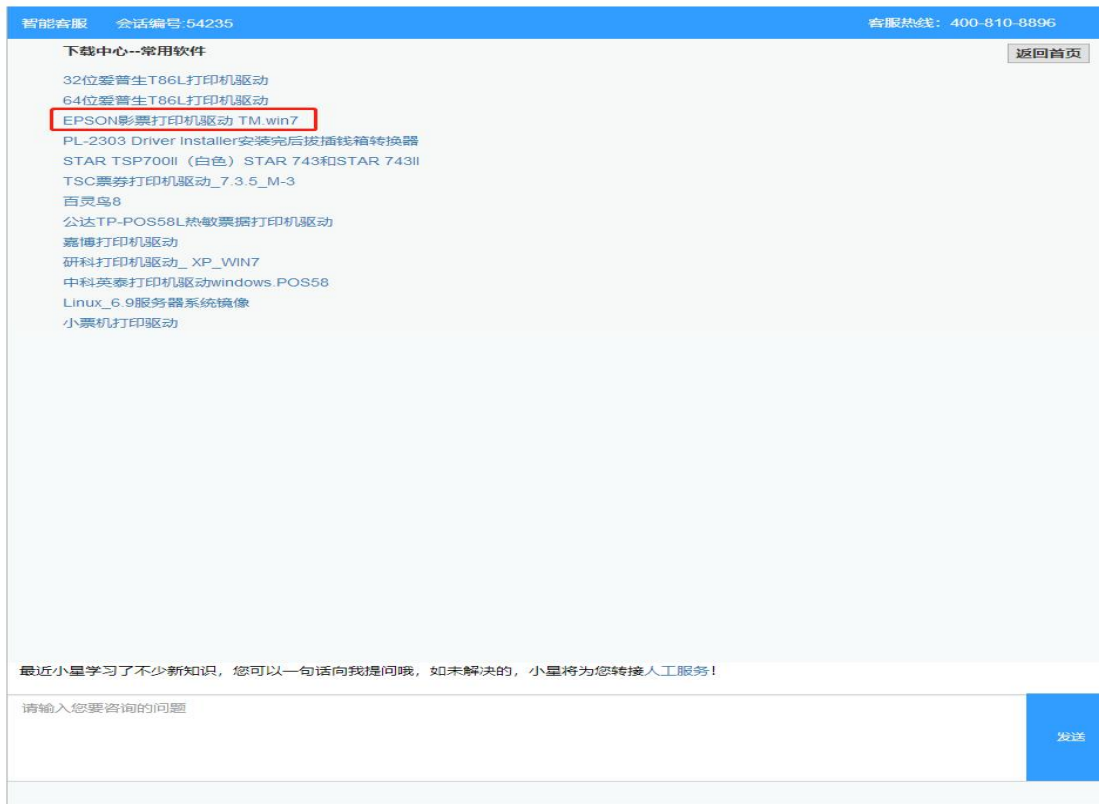 智能客服 会话编号:54235 客服热线：400-810-8896
下载中心--常用软件 返回首页
32位爱普生T86L打印机驱动
64位爱普生T86L打印机驱动
EPSON影票打印机驱动 TM.win7
PL-2303 Driver Installer安装完后拔插钱箱转换器
STAR TSP700II（白色）STAR 743和STAR 743II
TSC票券打印机驱动_7.3.5_M-3
百灵鸟8
公达TP-POS58L热敏票据打印机驱动
嘉博打印机驱动
研科打印机驱动_ XP_WIN7
中科英泰打印机驱动windows.POS58
Linux_6.9服务器系统镜像
小票机打印驱动
最近小星学习了不少新知识，您可以一句话向我提问哦，如未解决的，小星将为您转接人工服务！
请输入您要咨询的问题
发送